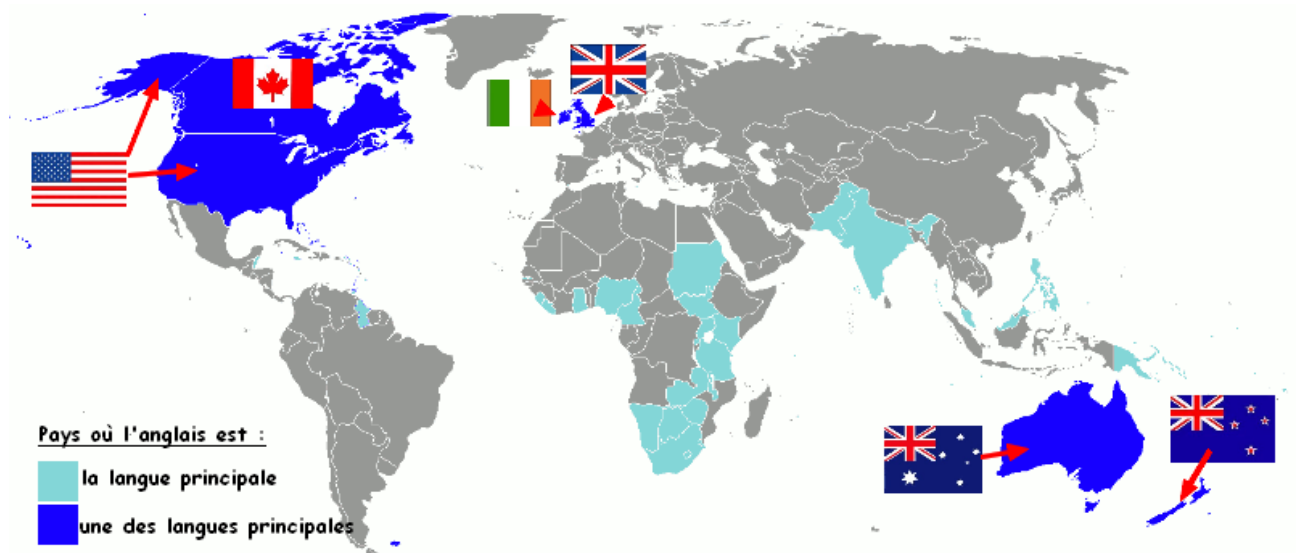 Pays où l'anglais est :
la langue principale
une des langues principales